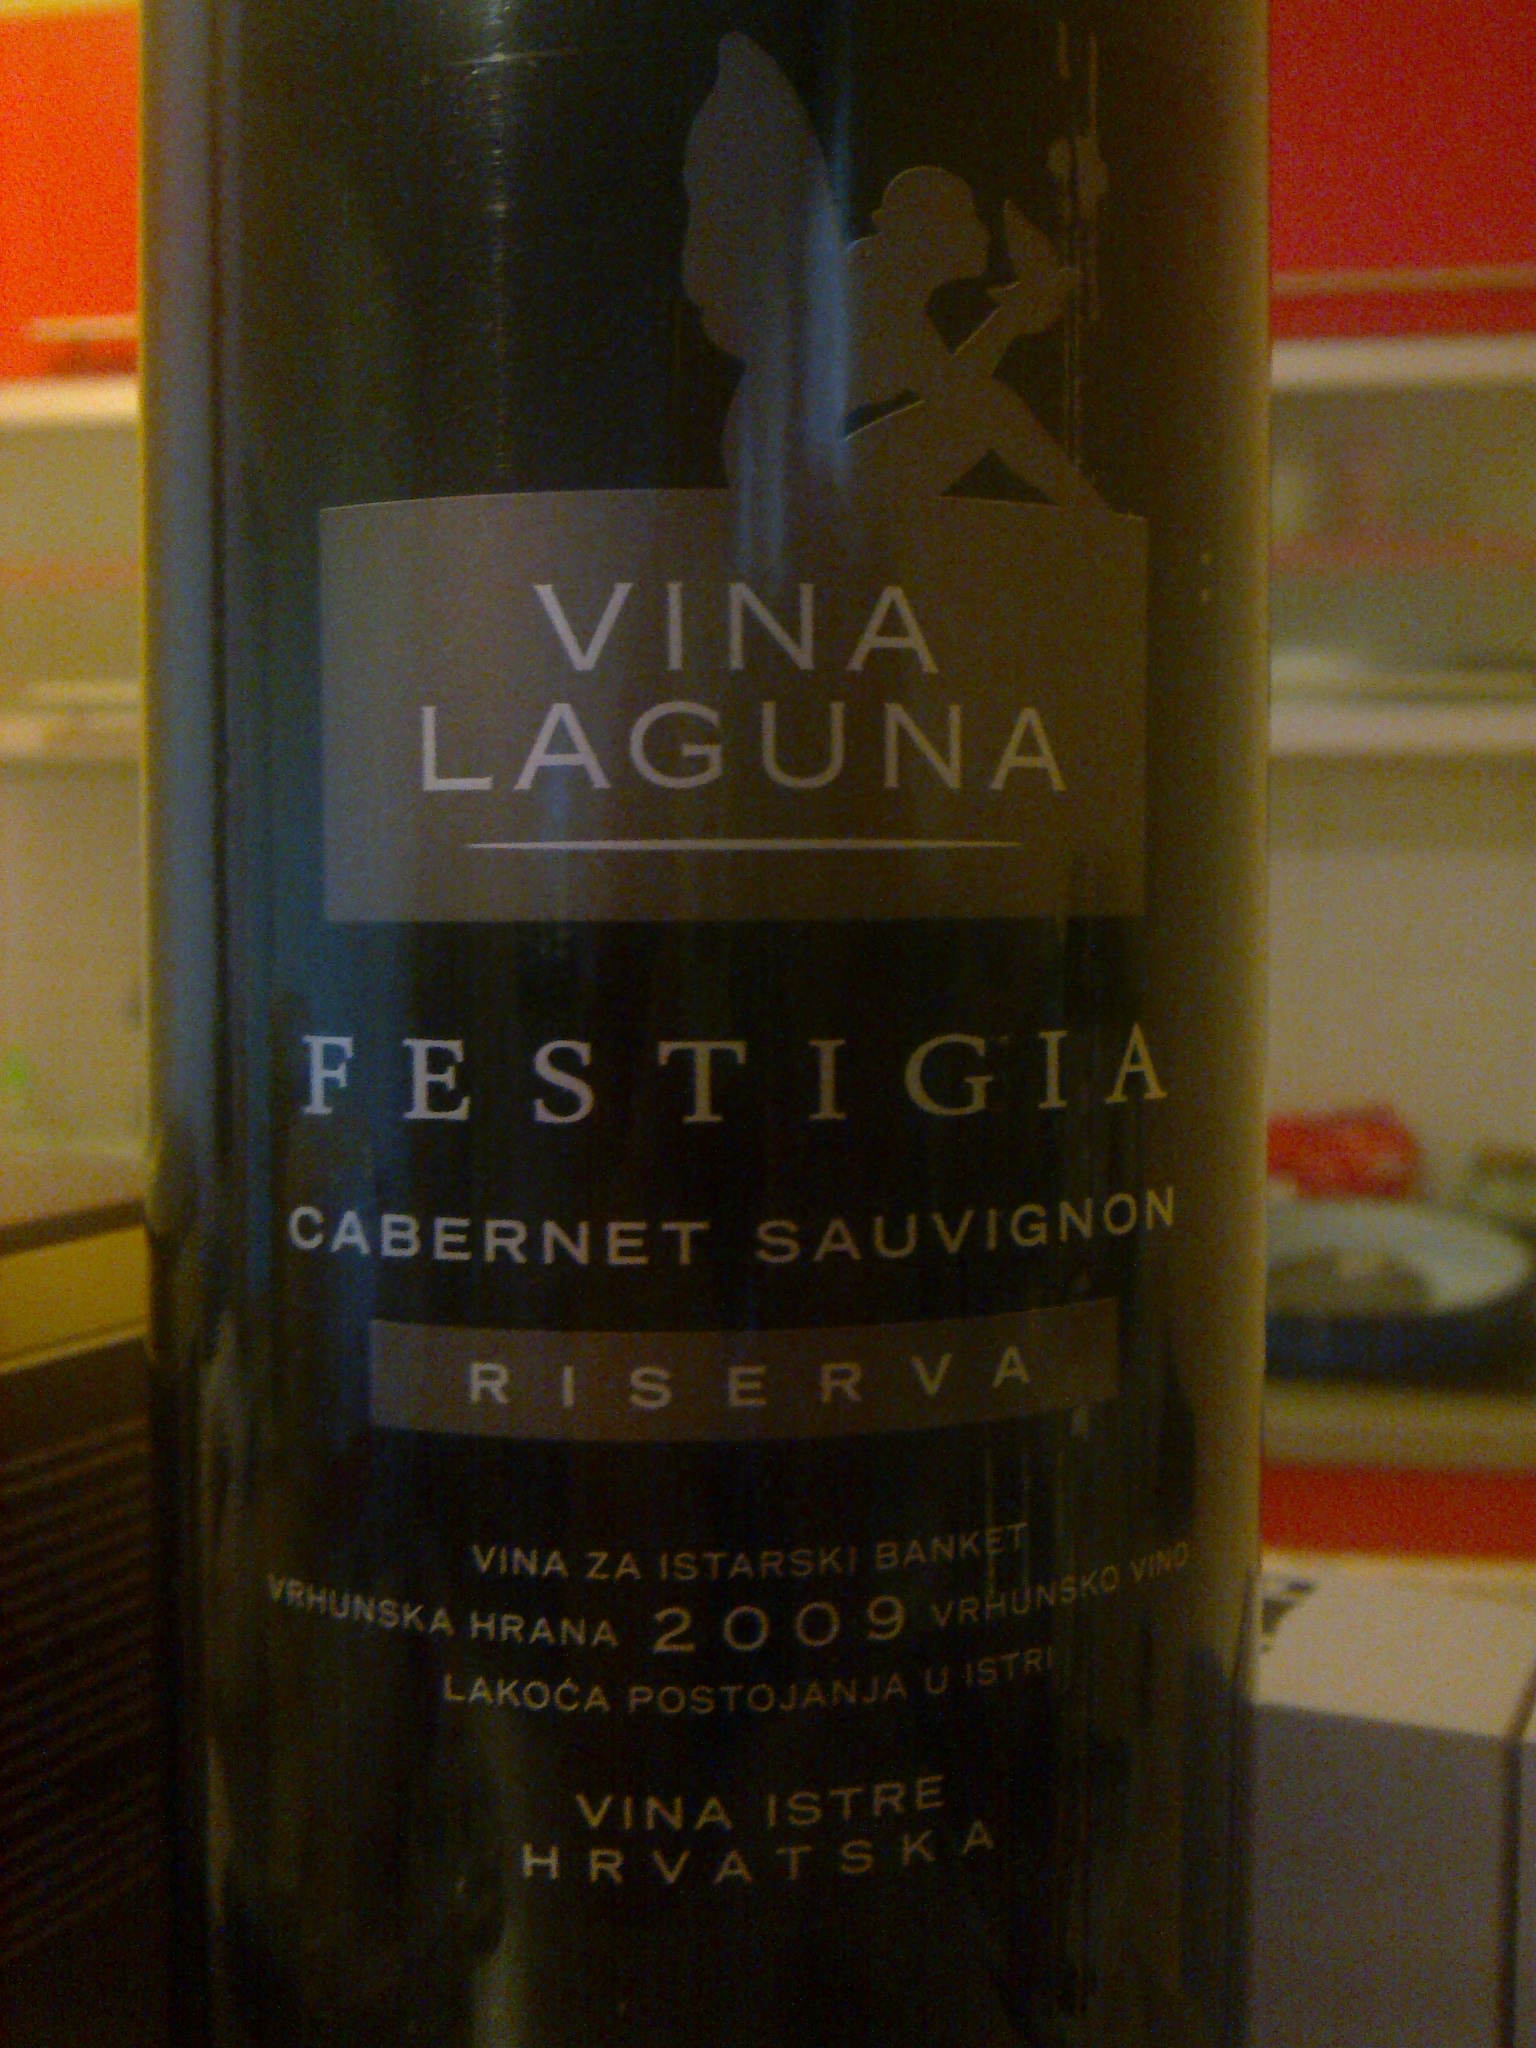 VINA
LAGUNA
FESTIGIA
CABERNET SAUVIGNON
RISERVA
VINA ZA ISTARSKI BANKET
VRHUNSKA HRANA 2009 VRHUNSKO VINO
LAKOĆA POSTOJANJA U ISTRI
VINA ISTRE
HRVATSKA